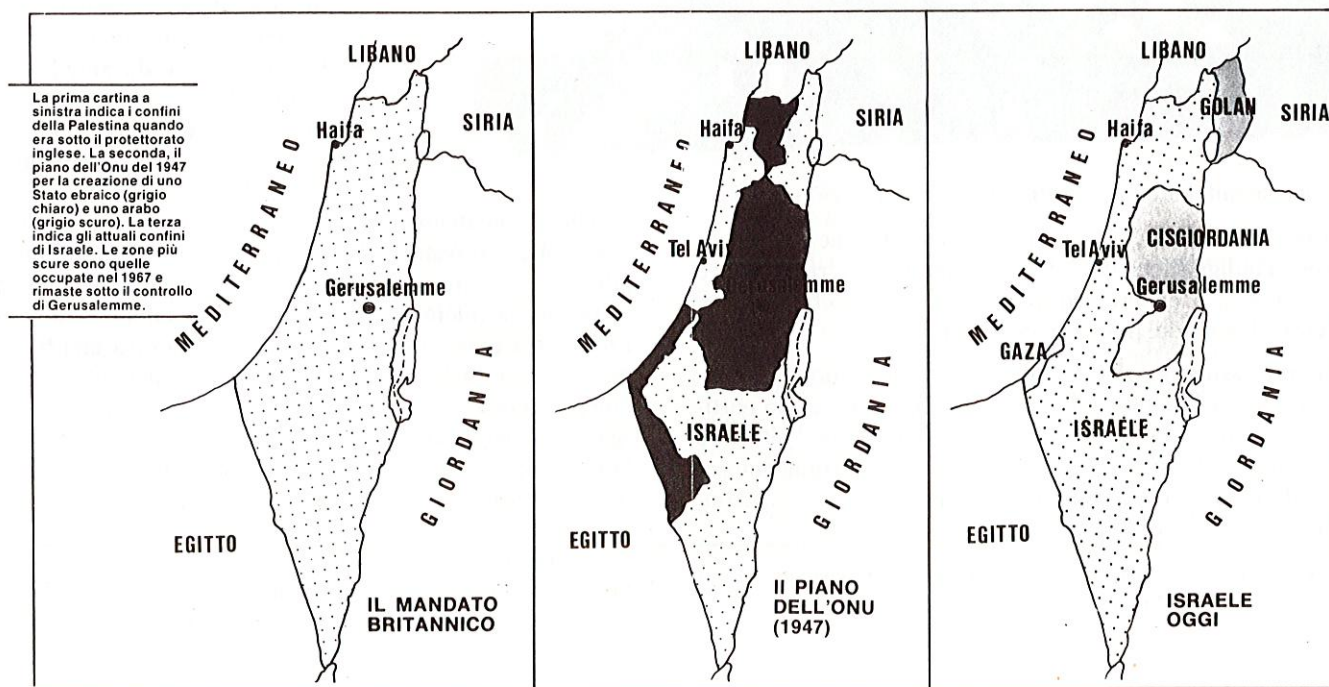 La prima cartina a
sinistra indica i confini
della Palestina quando
era sotto il protettorato
inglese. La seconda, il
piano dell'Onu del 1947
per la creazione di uno
Stato ebraico (grigio
chiaro) e uno arabo
(grigio scuro). La terza
indica gli attuali confini
di Israele. Le zone più
scure sono quelle
occupate nel 1967 e
rimaste sotto il controllo
di Gerusalemme.
LIBANO
SIRIA
Haifa
MEDITERRANEO
Gerusalemme
GIORDANIA
EGITTO
IL MANDATO
BRITANNICO
LIBANO
SIRIA
Haifa
MEDITERRANEO
Tel Aviv
Gerusalemme
ISRAELE
GIORDANIA
EGITTO
Il PIANO
DELL'ONU
(1947)
LIBANO
GOLAN
SIRIA
Haifa
MEDITERRANEO
CISGIORDANIA
Tel Aviv
Gerusalemme
GAZA
ISRAELE
GIORDANIA
EGITTO
ISRAELE
OGGI